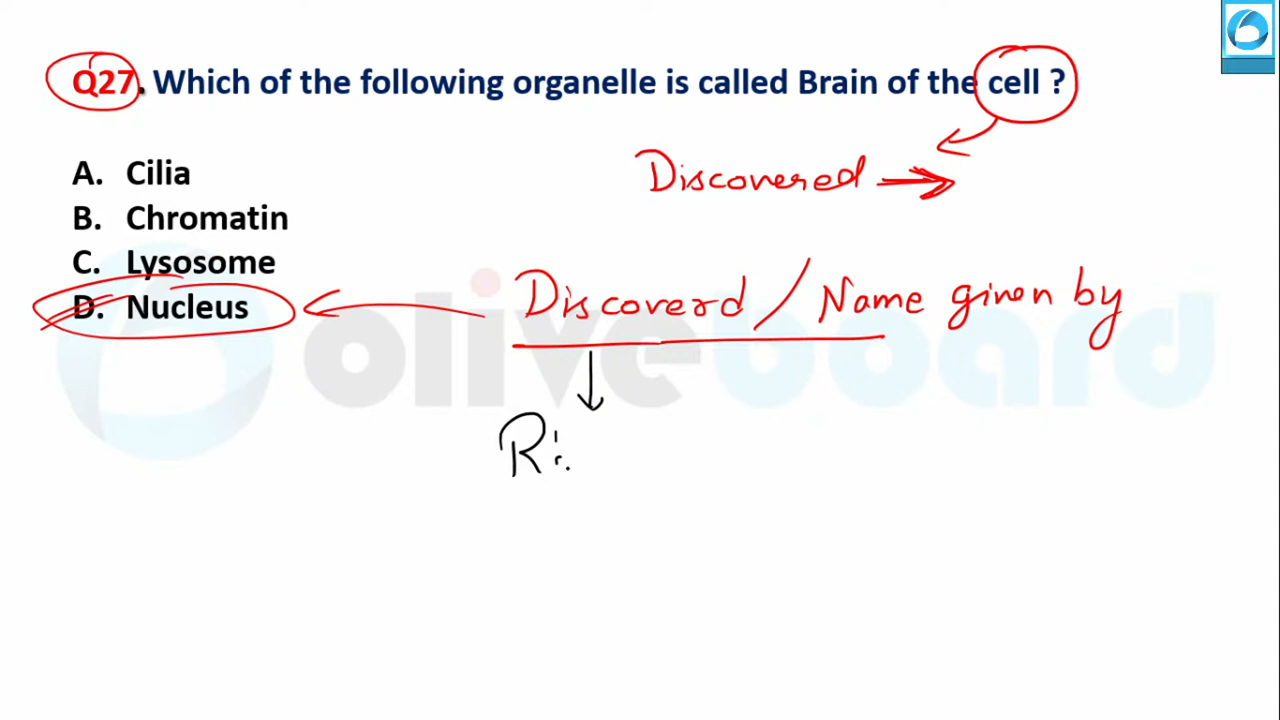 Q27. Which of the following organelle is called Brain of the cell ?
A. Cilia
Discovered
B. Chromatin
C. Lysosome
D. Nucleus
Discoverd / Name given by
oliveboard